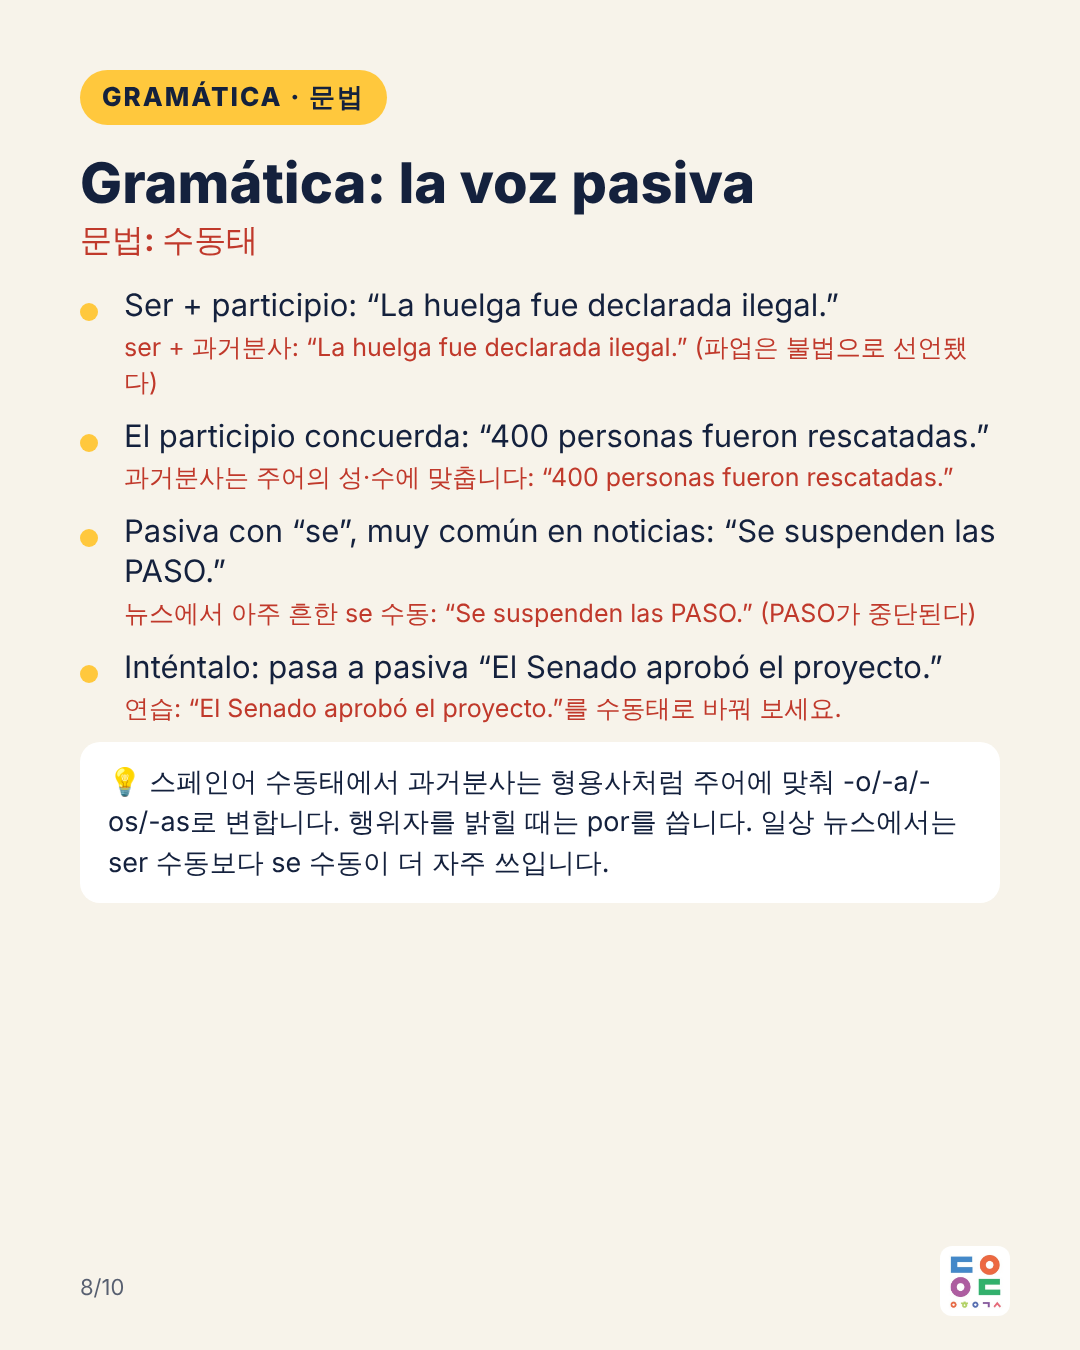 GRAMÁTICA · 문법
Gramática: la voz pasiva
문법: 수동태
Ser + participio: “La huelga fue declarada ilegal.”
ser + 과거분사: “La huelga fue declarada ilegal.” (파업은 불법으로 선언됐
다)
El participio concuerda: “400 personas fueron rescatadas.”
과거분사는 주어의 성·수에 맞춥니다: “400 personas fueron rescatadas.”
Pasiva con “se”, muy común en noticias: “Se suspenden las
PASO.”
뉴스에서 아주 흔한 se 수동: “Se suspenden las PASO.” (PASO가 중단된다)
Inténtalo: pasa a pasiva “El Senado aprobó el proyecto.”
연습: “El Senado aprobó el proyecto.”를 수동태로 바꿔 보세요.
💡 스페인어 수동태에서 과거분사는 형용사처럼 주어에 맞춰 -o/-a/-
os/-as로 변합니다. 행위자를 밝힐 때는 por를 씁니다. 일상 뉴스에서는
ser 수동보다 se 수동이 더 자주 쓰입니다.
8/10